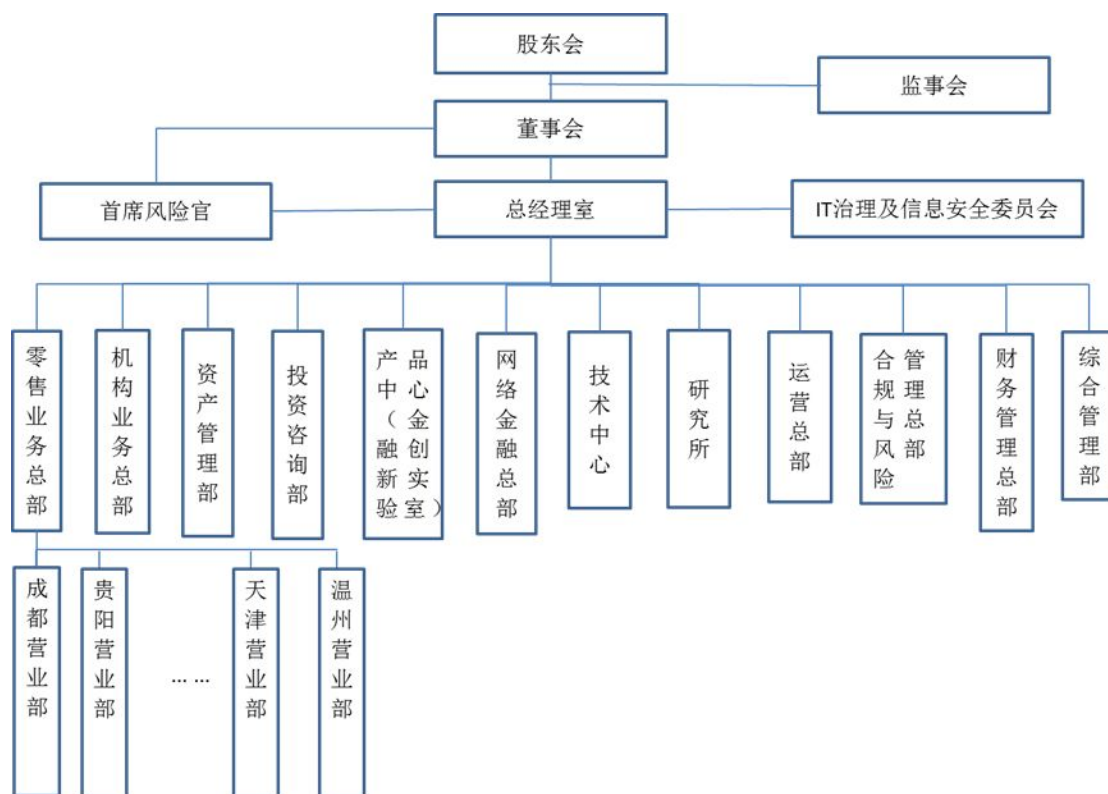 股东会
监事会
董事会
首席风险官
总经理室
IT治理及信息安全委员会
零售业务总部
机构业务总部
资产管理部
投资咨询部
产品中心（金融创新实验室）
网络金融总部
技术中心
研究所
运营总部
合规与风险管理总部
财务管理总部
综合管理部
成都营业部
贵阳营业部
... ...
天津营业部
温州营业部